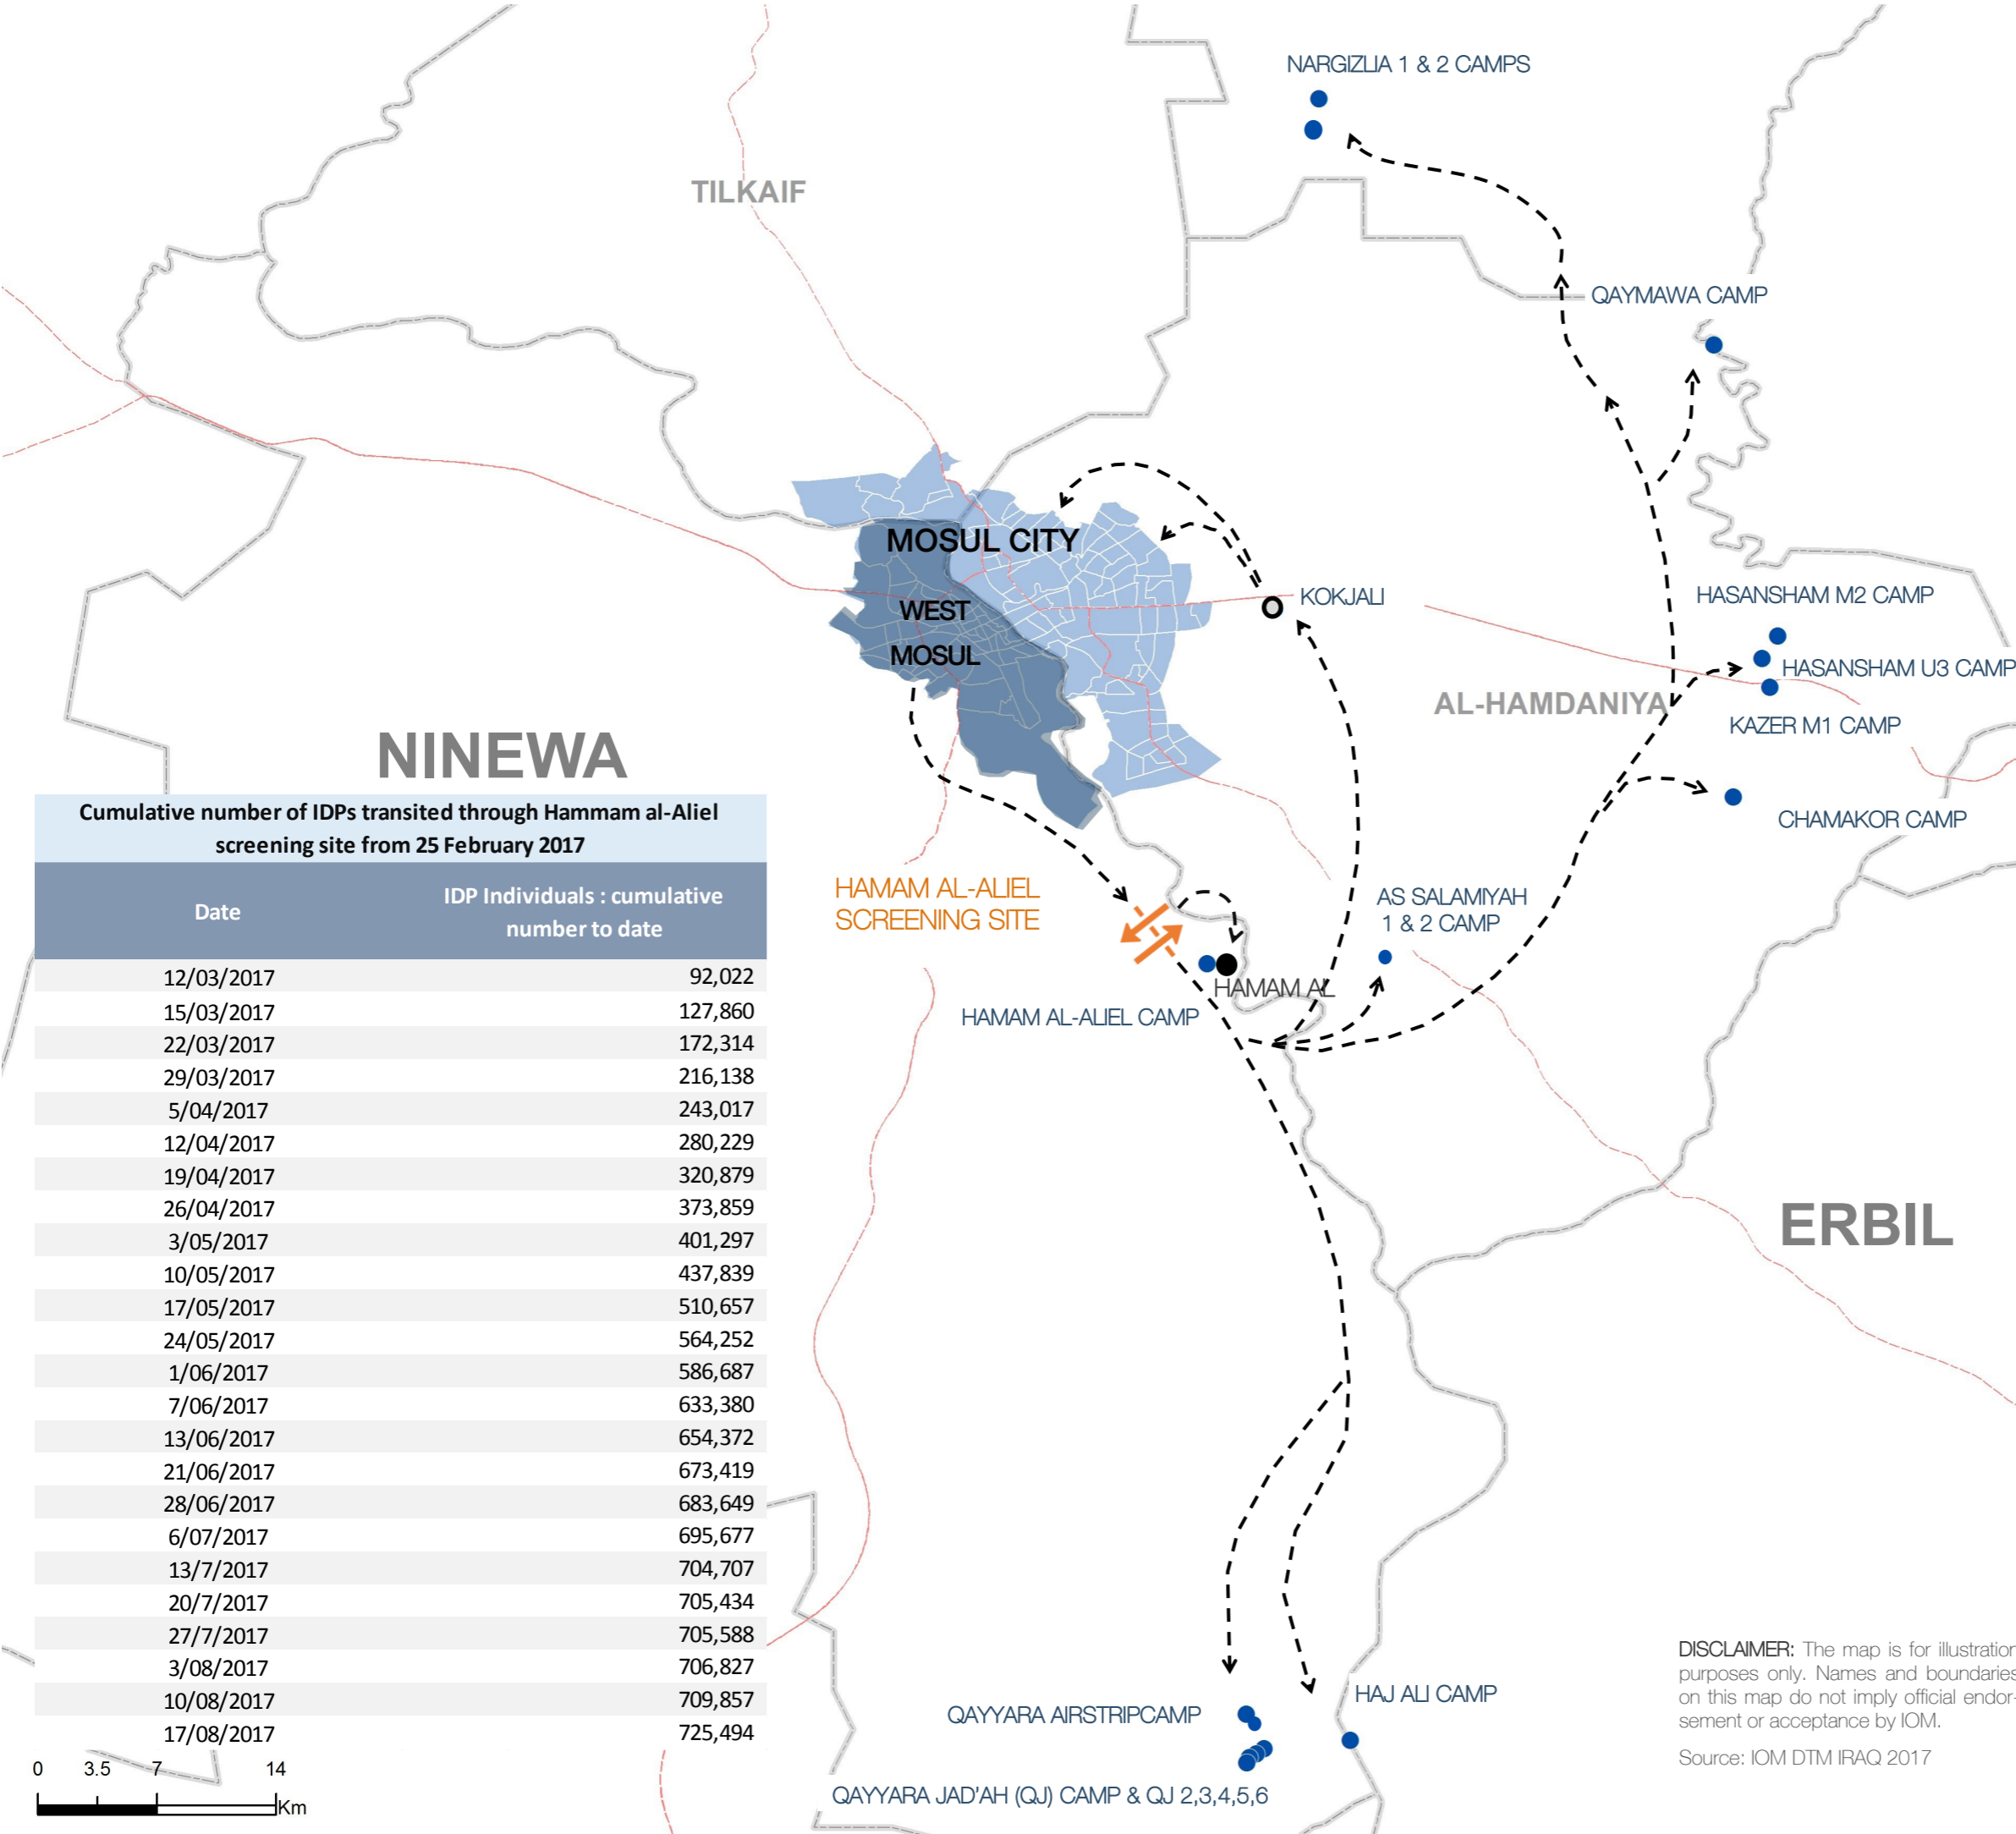 NARGIZLIA 1 & 2 CAMPS
TILKAIF
QAYMAWA CAMP
MOSUL CITY
WEST
MOSUL
KOKJALI
HASANSHAM M2 CAMP
HASANSHAM U3 CAMP
AL-HAMDANIYA
KAZER M1 CAMP
CHAMAKOR CAMP
NINEWA
Cumulative number of IDPs transited through Hammam al-Aliel
screening site from 25 February 2017
Date
IDP Individuals : cumulative
number to date
12/03/2017 92,022
15/03/2017 127,860
22/03/2017 172,314
29/03/2017 216,138
5/04/2017 243,017
12/04/2017 280,229
19/04/2017 320,879
26/04/2017 373,859
3/05/2017 401,297
10/05/2017 437,839
17/05/2017 510,657
24/05/2017 564,252
1/06/2017 586,687
7/06/2017 633,380
13/06/2017 654,372
21/06/2017 673,419
28/06/2017 683,649
6/07/2017 695,677
13/7/2017 704,707
20/7/2017 705,434
27/7/2017 705,588
3/08/2017 706,827
10/08/2017 709,857
17/08/2017 725,494
HAMAM AL-ALIEL
SCREENING SITE
AS SALAMIYAH
1 & 2 CAMP
HAMAM AL
HAMAM AL-ALIEL CAMP
ERBIL
QAYYARA AIRSTRIPCAMP
HAJ ALI CAMP
QAYYARA JAD'AH (QJ) CAMP & QJ 2,3,4,5,6
0 3.5 7 14
Km
DISCLAIMER: The map is for illustration
purposes only. Names and boundaries
on this map do not imply official endor-
sement or acceptance by IOM.
Source: IOM DTM IRAQ 2017